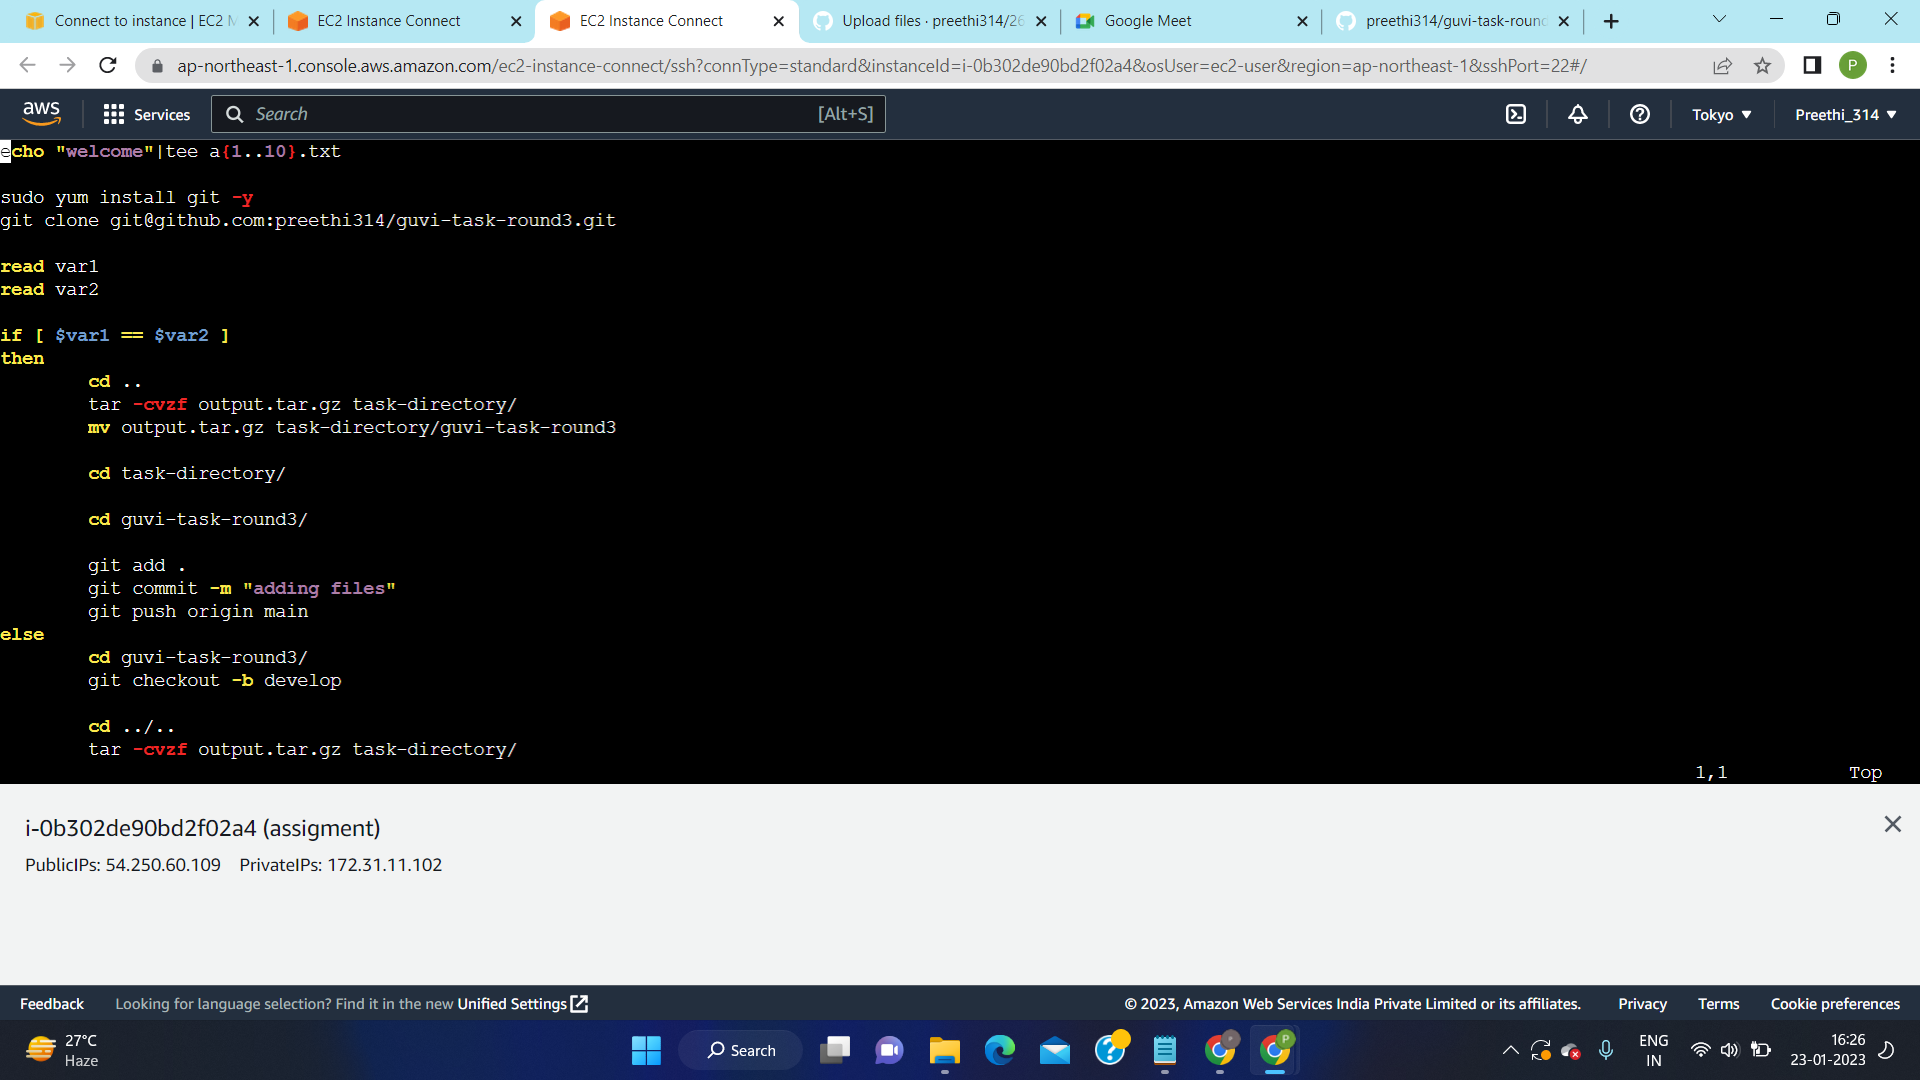 Connect to instance | EC2 M
EC2 Instance Connect
EC2 Instance Connect
Upload files · preethi314/26
Google Meet
preethi314/guvi-task-round
ap-northeast-1.console.aws.amazon.com/ec2-instance-connect/ssh?connType=standard&instanceId=i-0b302de90bd2f02a4&osUser=ec2-user&region=ap-northeast-1&sshPort=22#/
P
aws
Services
Search
[Alt+S]
Tokyo
Preethi_314
echo "welcome"|tee a{1..10}.txt
sudo yum install git -y
git clone git@github.com:preethi314/guvi-task-round3.git
read var1
read var2
if [ $var1 == $var2 ]
then
cd ..
tar -cvzf output.tar.gz task-directory/
mv output.tar.gz task-directory/guvi-task-round3
cd task-directory/
cd guvi-task-round3/
git add .
git commit -m "adding files"
git push origin main
else
cd guvi-task-round3/
git checkout -b develop
cd ../..
tar -cvzf output.tar.gz task-directory/
1,1 Top
i-0b302de90bd2f02a4 (assigment)
PublicIPs: 54.250.60.109 PrivateIPs: 172.31.11.102
Feedback
Looking for language selection? Find it in the new Unified Settings
© 2023, Amazon Web Services India Private Limited or its affiliates.
Privacy
Terms
Cookie preferences
27°C
Haze
Search
P
P
ENG
IN
16:26
23-01-2023